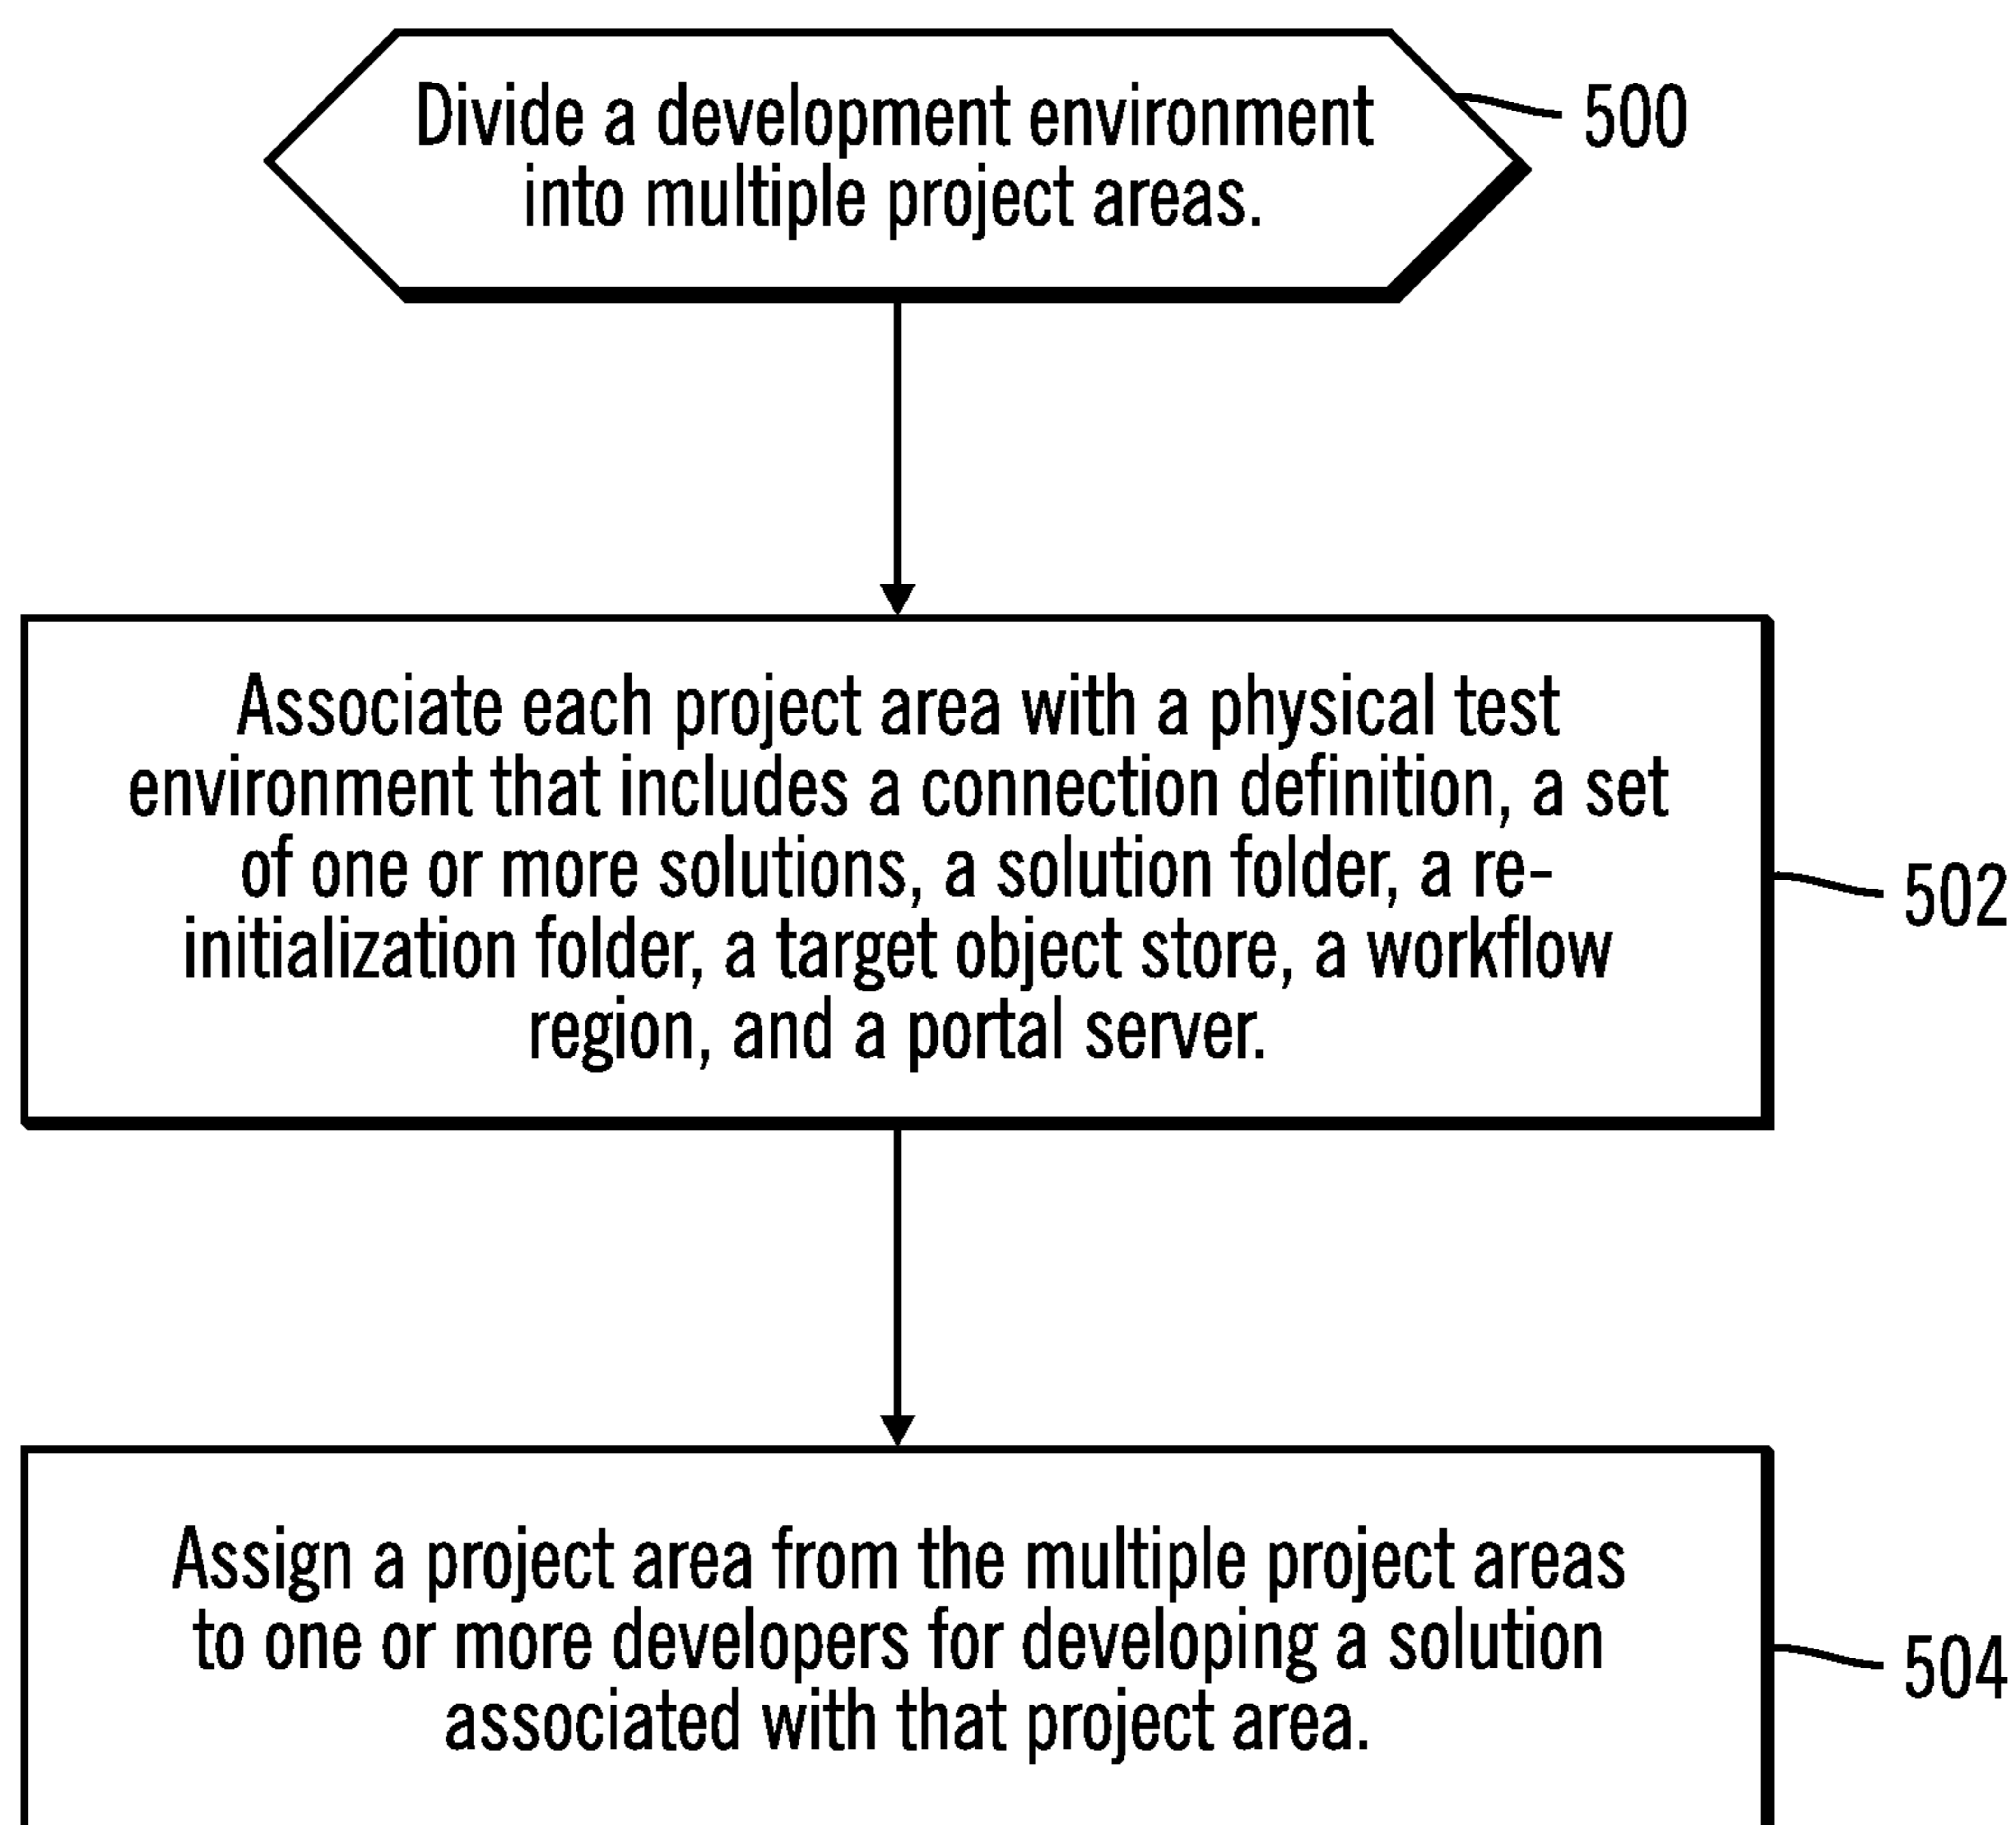 Divide a development environment
into multiple project areas.
500
Associate each project area with a physical test
environment that includes a connection definition, a set
of one or more solutions, a solution folder, a re-
initialization folder, a target object store, a workflow
region, and a portal server.
502
Assign a project area from the multiple project areas
to one or more developers for developing a solution
associated with that project area.
504